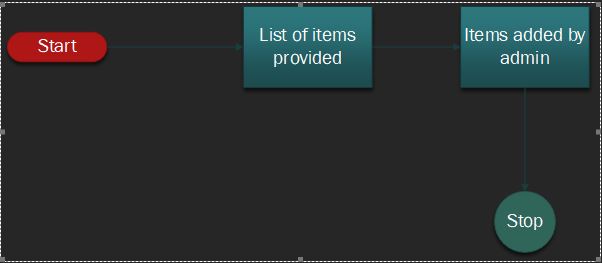 Start
List of items
provided
Items added by
admin
Stop